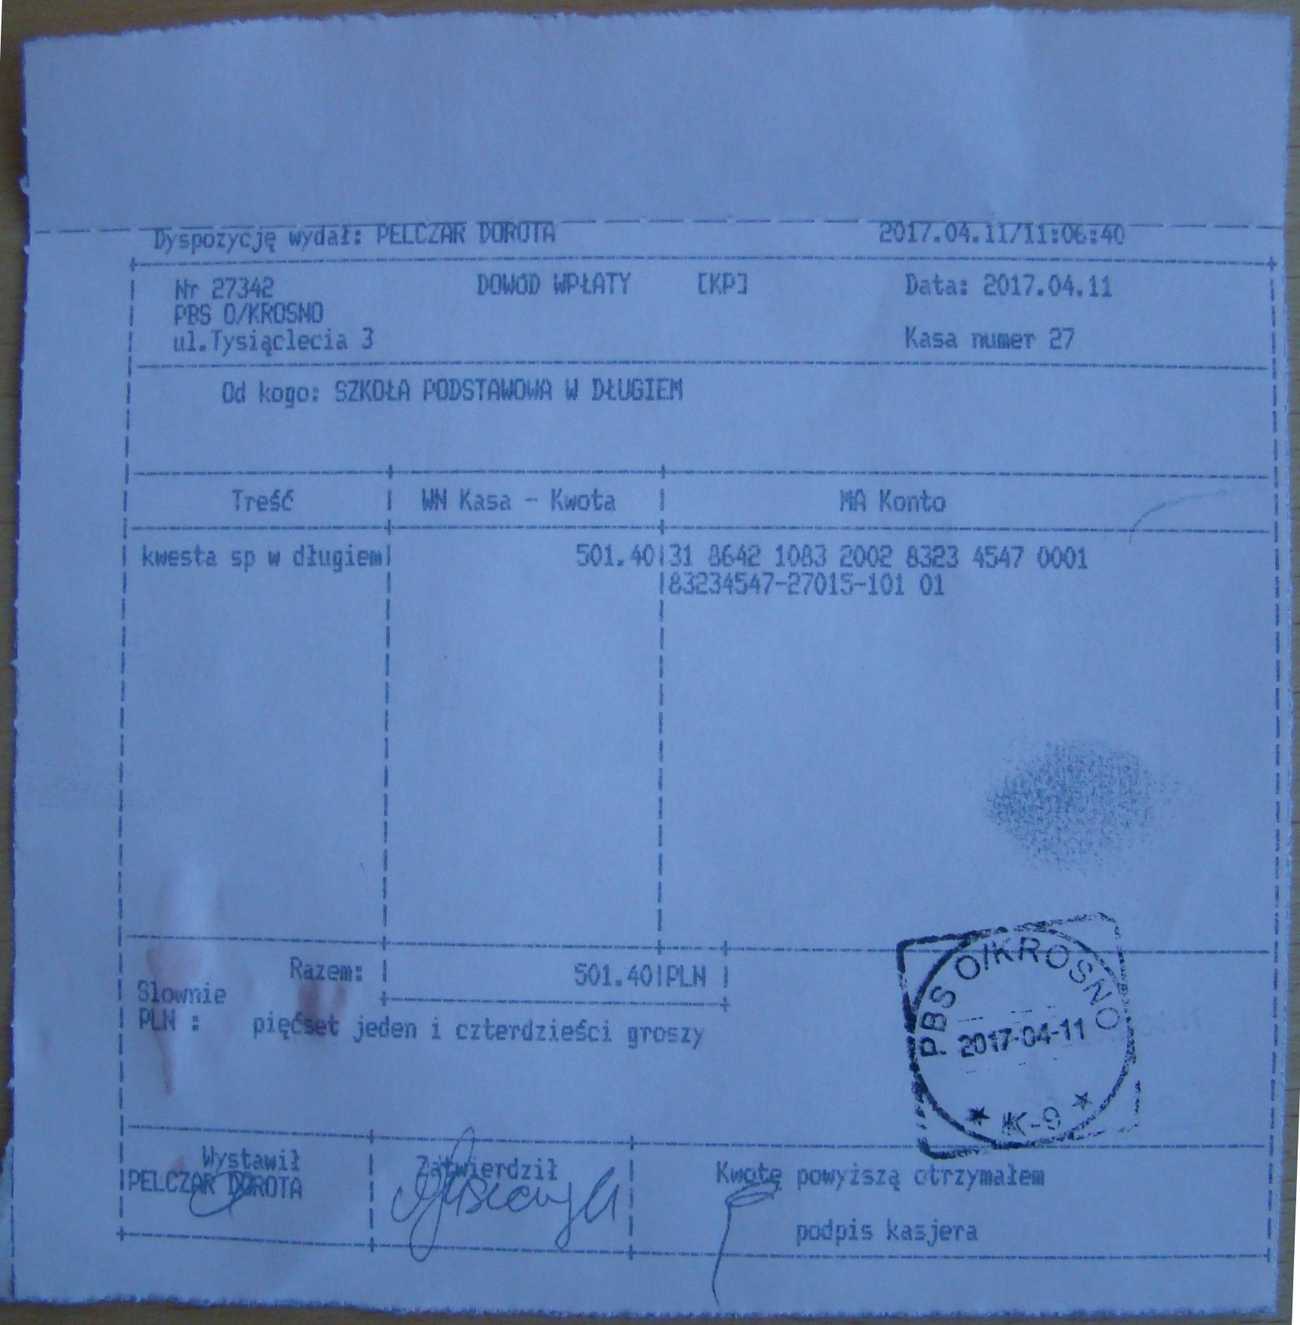 Dyspozycję wydał: PELCZAR DOROTA 2017.04.11/11:06:40
Nr 27342 DOWÓD WPŁATY [KP] Data: 2017.04.11
PBS O/KROSNO
ul.Tysiąclecia 3 Kasa numer 27
Od kogo: SZKOŁA PODSTAWOWA W DŁUGIEM
Treść WN Kasa - Kwota MA Konto
kwesta sp w długiem 501.40 31 8642 1083 2002 8323 4547 0001
83234547-27015-101 01
Razem: 501.40 PLN
Słownie
PLN : pięćset jeden i czterdzieści groszy
PBS O/KROSNO
2017-04-11
* K-9 *
Wystawił Zatwierdził Kwotę powyższą otrzymałem
PELCZAR DOROTA
podpis kasjera